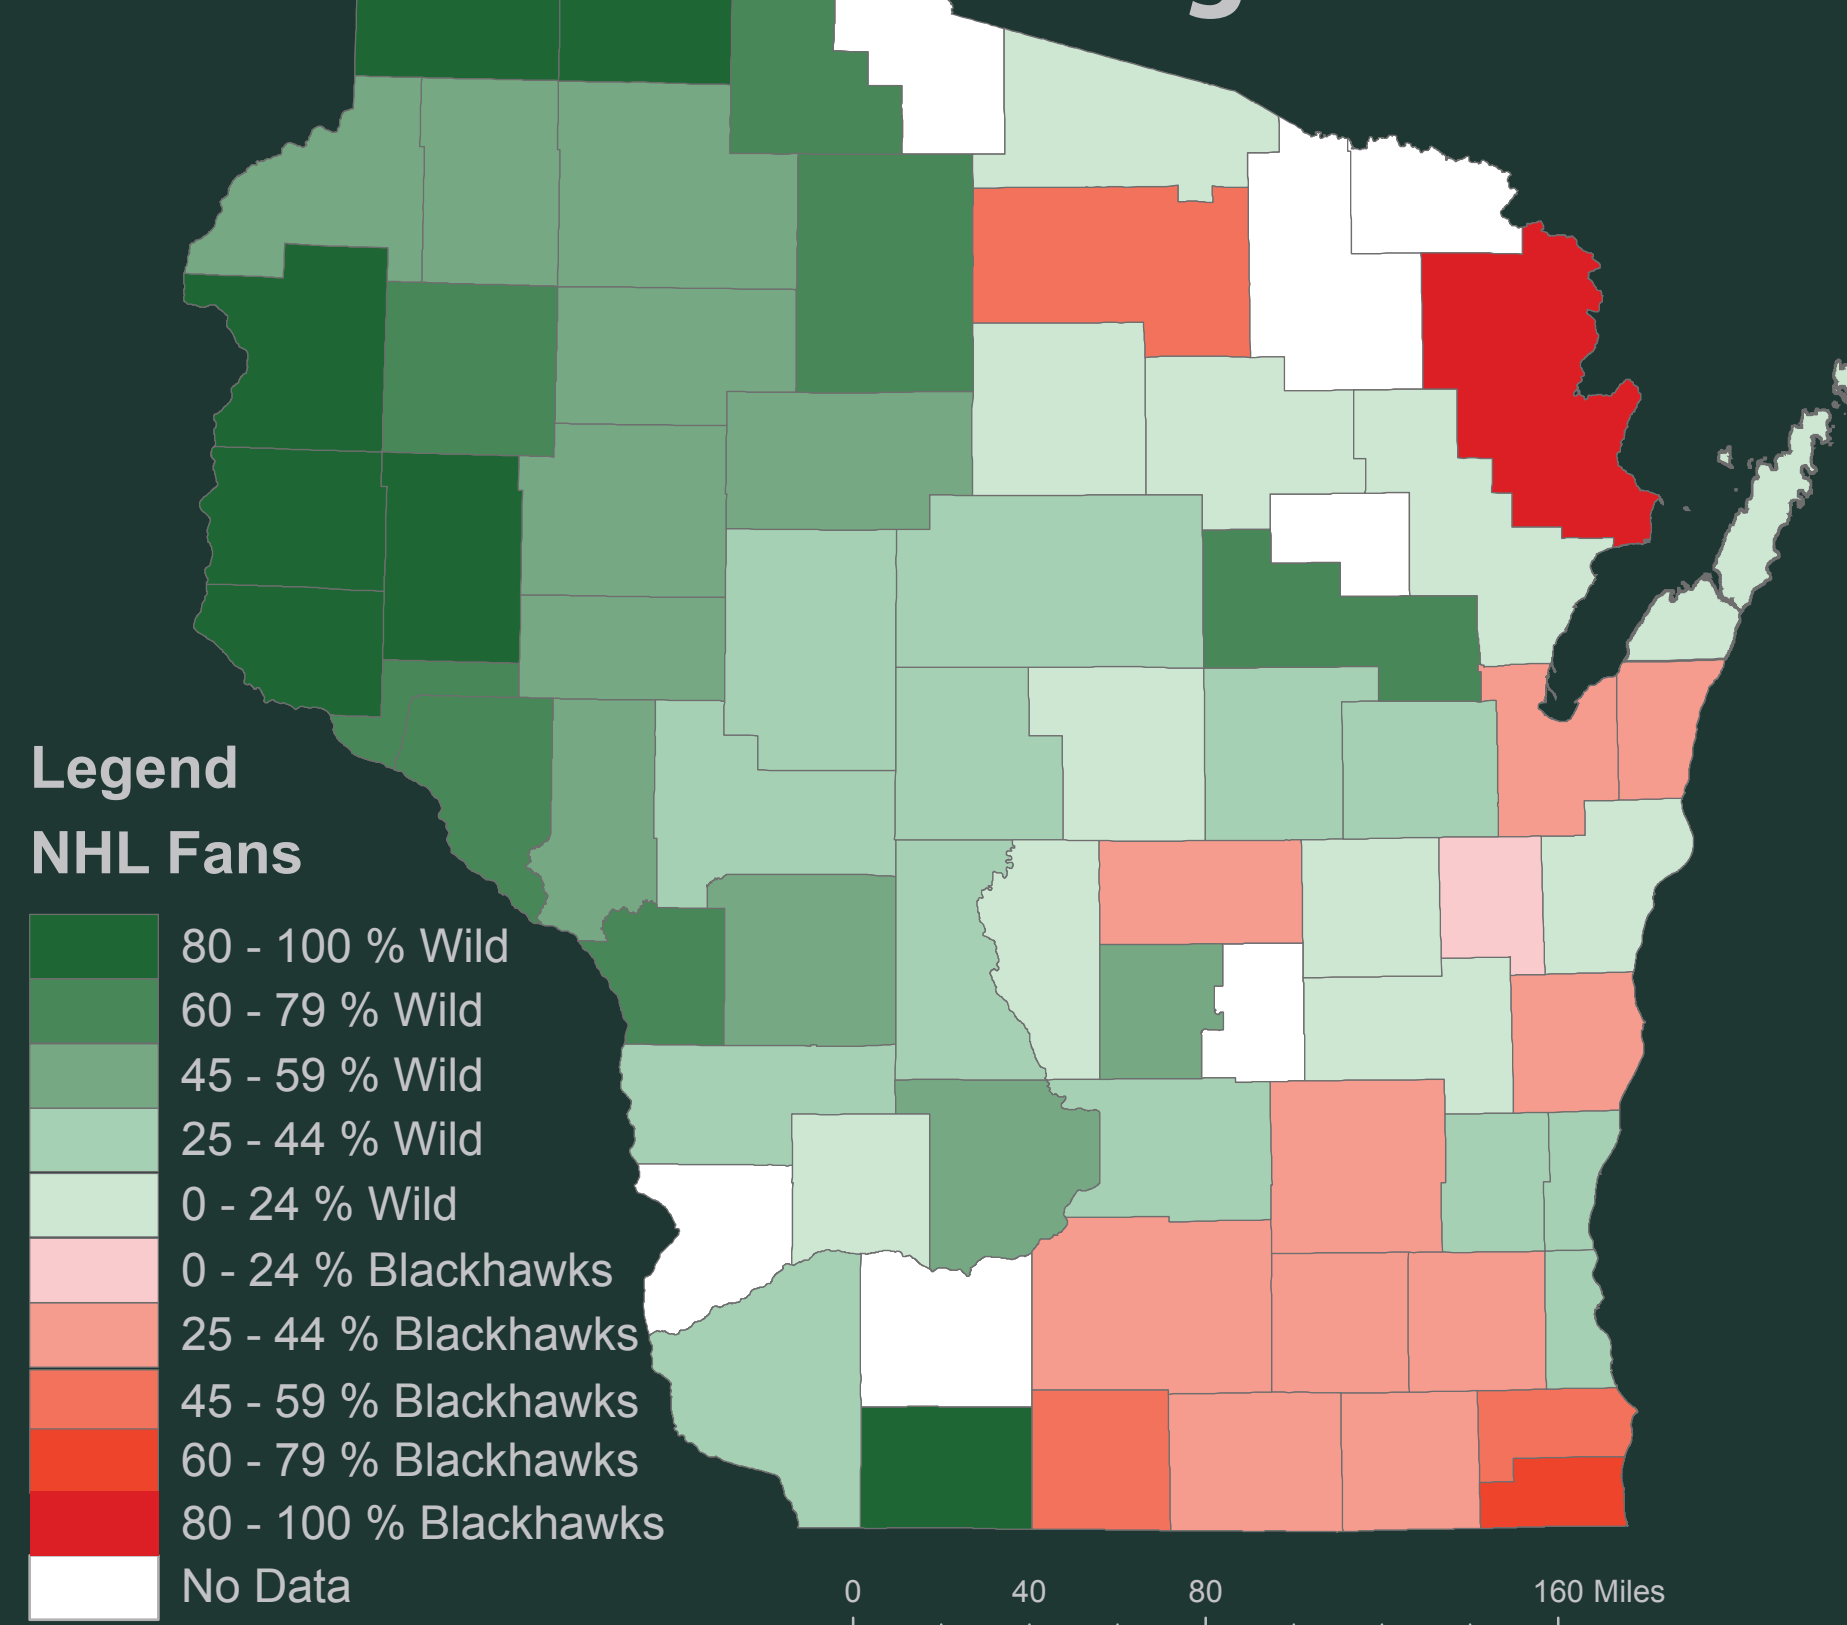 Legend
NHL Fans
80 - 100 % Wild
60 - 79 % Wild
45 - 59 % Wild
25 - 44 % Wild
0 - 24 % Wild
0 - 24 % Blackhawks
25 - 44 % Blackhawks
45 - 59 % Blackhawks
60 - 79 % Blackhawks
80 - 100 % Blackhawks
No Data
0 40 80 160 Miles